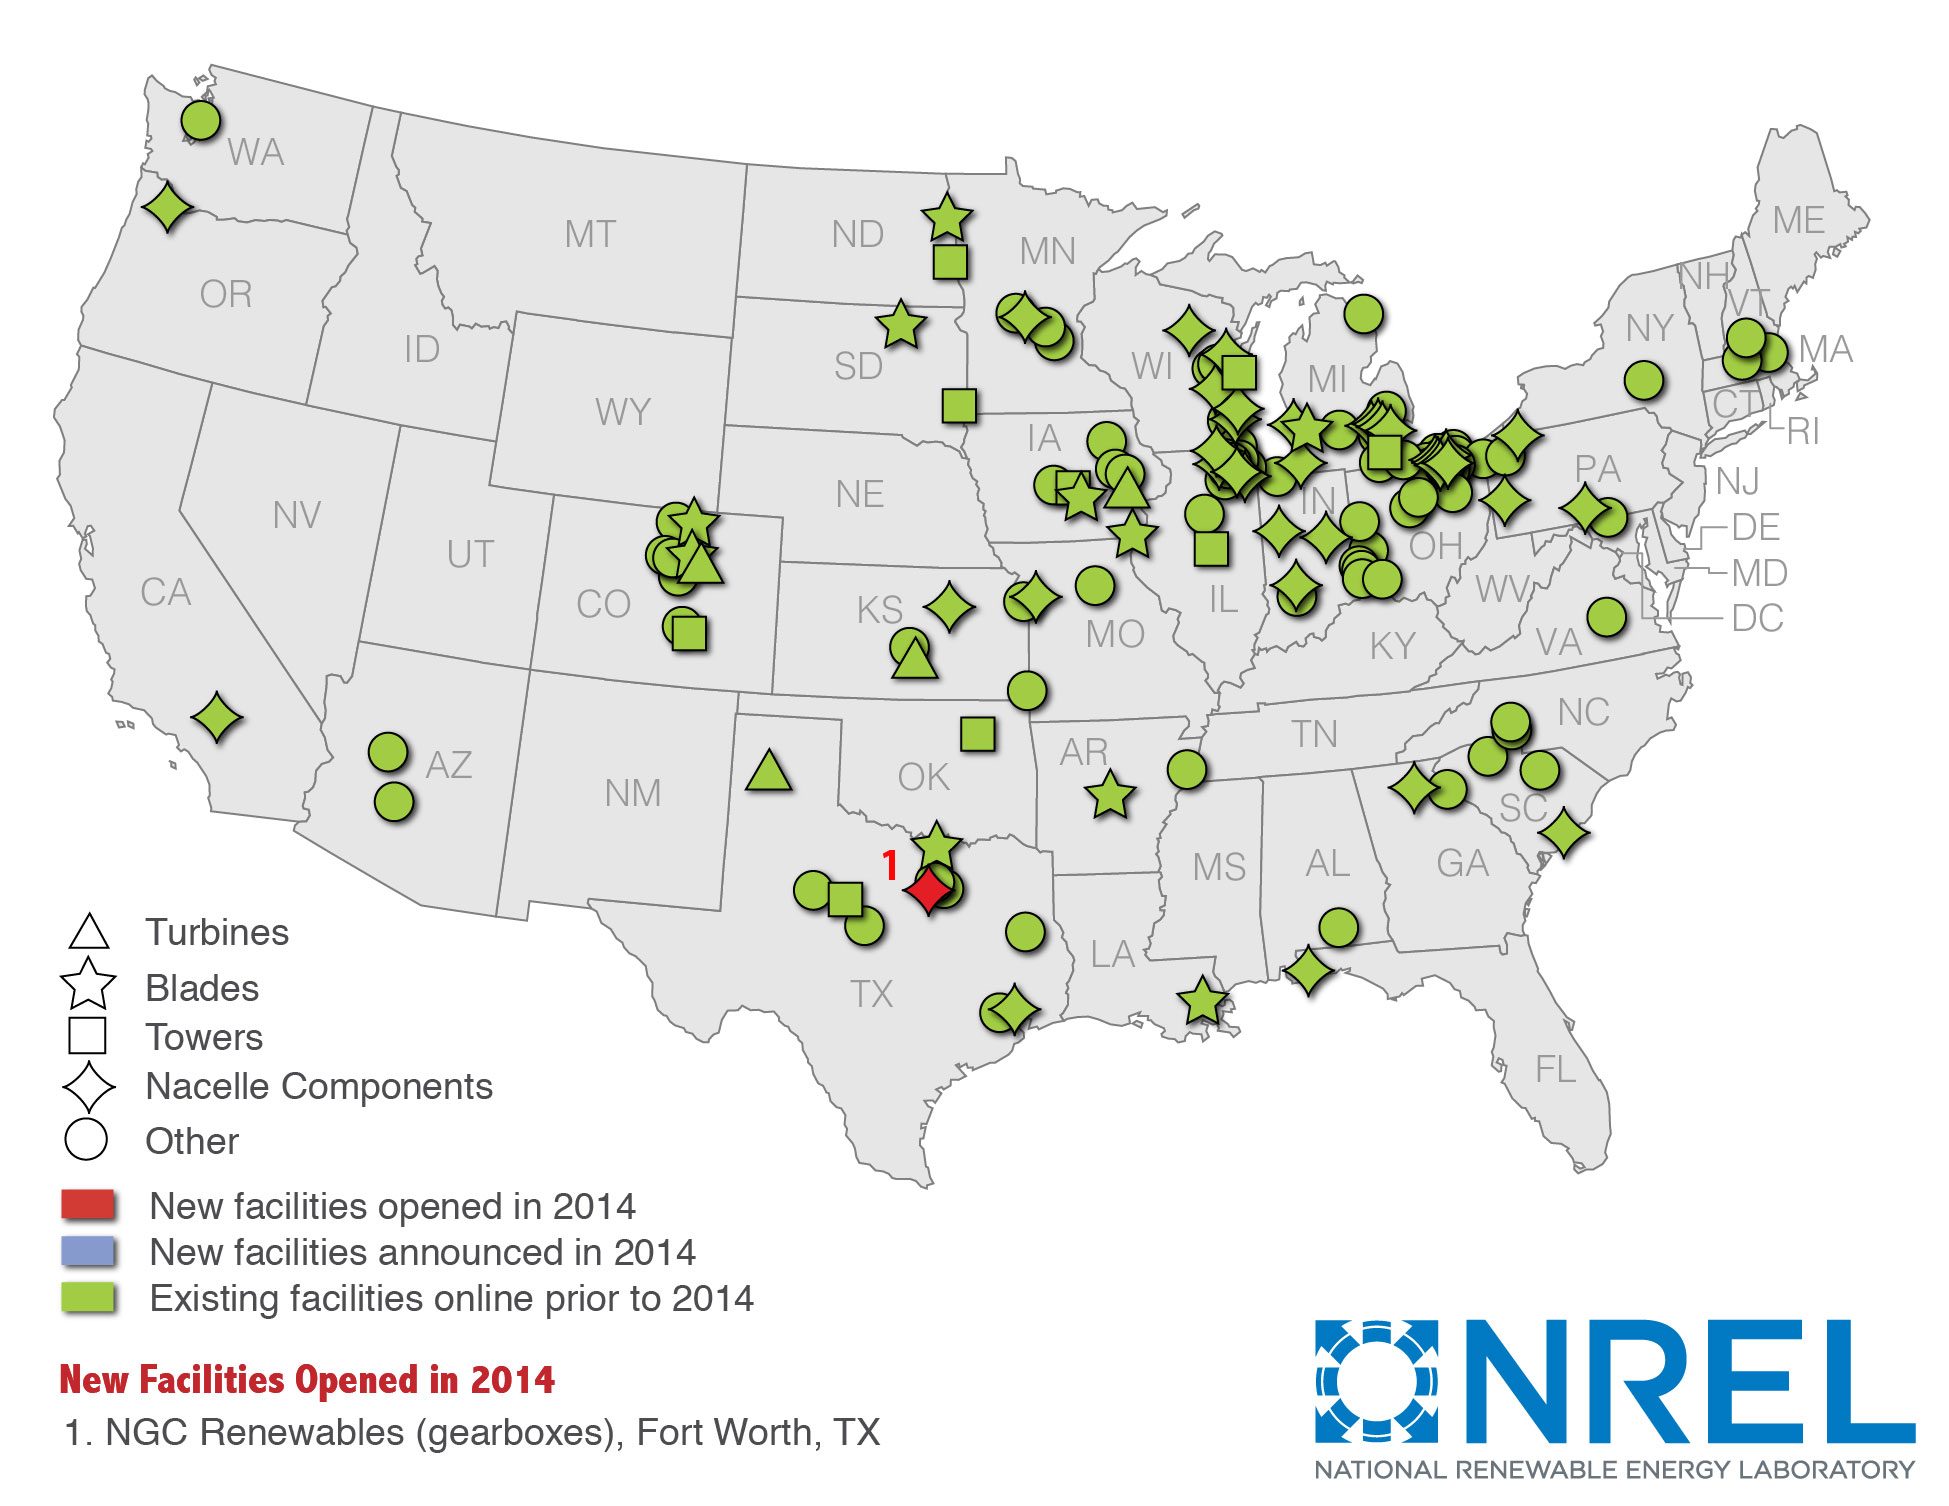 WA
MT
ND
MN
ME
OR
ID
SD
WI
MI
NY
NH
VT
MA
WY
CT
RI
IA
NV
NE
PA
NJ
UT
IN
OH
DE
CA
CO
KS
IL
WV
MD
DC
MO
KY
VA
AZ
NM
OK
AR
TN
NC
SC
1
MS
AL
GA
TX
LA
FL
Turbines
Blades
Towers
Nacelle Components
Other
New facilities opened in 2014
New facilities announced in 2014
Existing facilities online prior to 2014
New Facilities Opened in 2014
1. NGC Renewables (gearboxes), Fort Worth, TX
NREL
NATIONAL RENEWABLE ENERGY LABORATORY